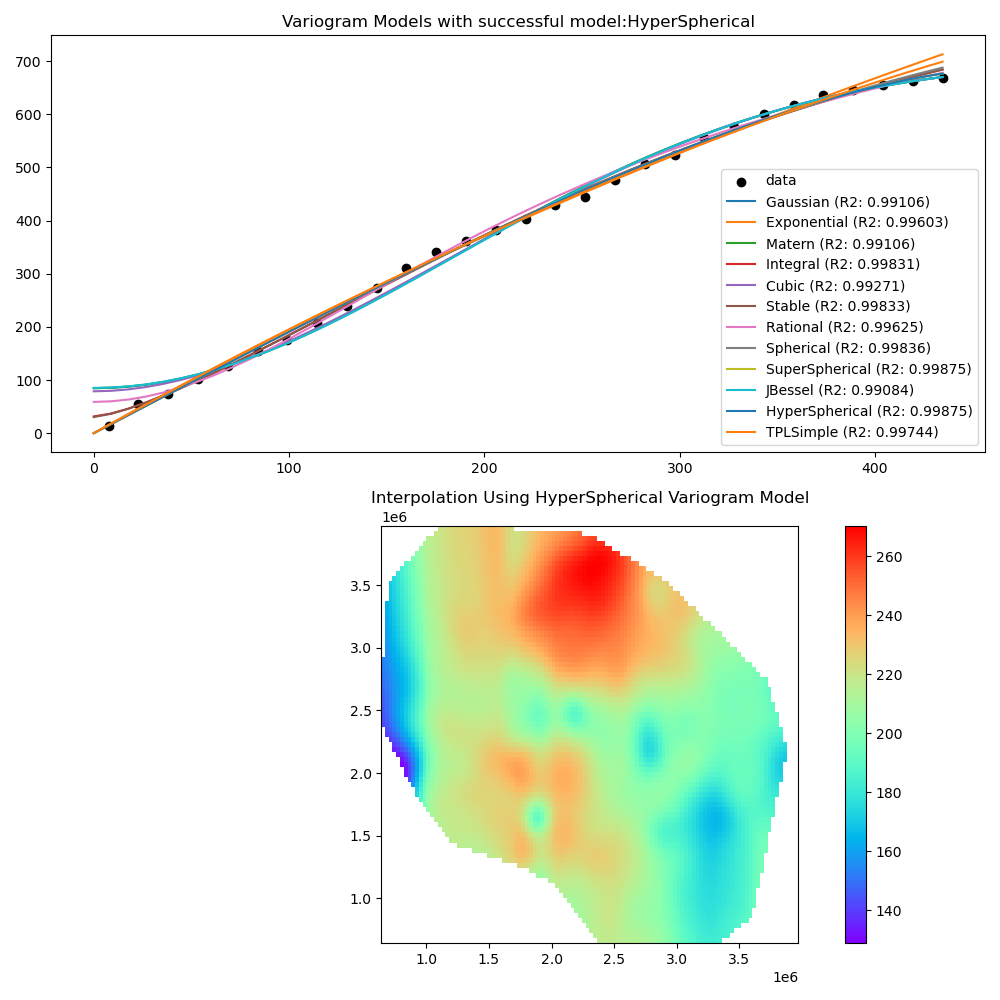 Variogram Models with successful model:HyperSpherical
700
600
500
400
300
200
100
0
0 100 200 300 400
data
Gaussian (R2: 0.99106)
Exponential (R2: 0.99603)
Matern (R2: 0.99106)
Integral (R2: 0.99831)
Cubic (R2: 0.99271)
Stable (R2: 0.99833)
Rational (R2: 0.99625)
Spherical (R2: 0.99836)
SuperSpherical (R2: 0.99875)
JBessel (R2: 0.99084)
HyperSpherical (R2: 0.99875)
TPLSimple (R2: 0.99744)
Interpolation Using HyperSpherical Variogram Model
1e6
3.5
3.0
2.5
2.0
1.5
1.0
1.0 1.5 2.0 2.5 3.0 3.5
1e6
260
240
220
200
180
160
140